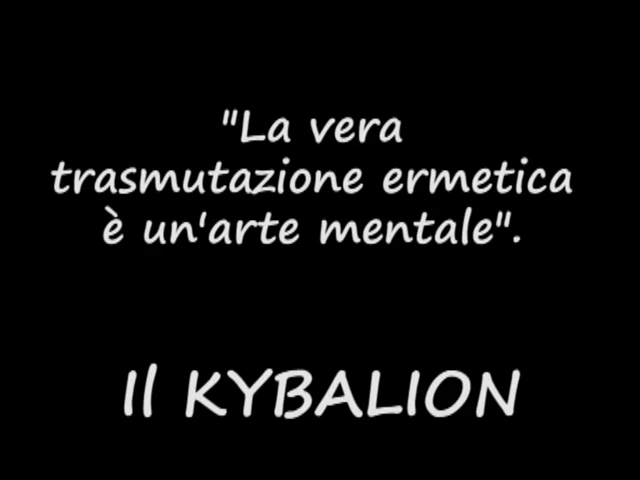 "La vera
trasmutazione ermetica
è un'arte mentale".
Il KYBALION